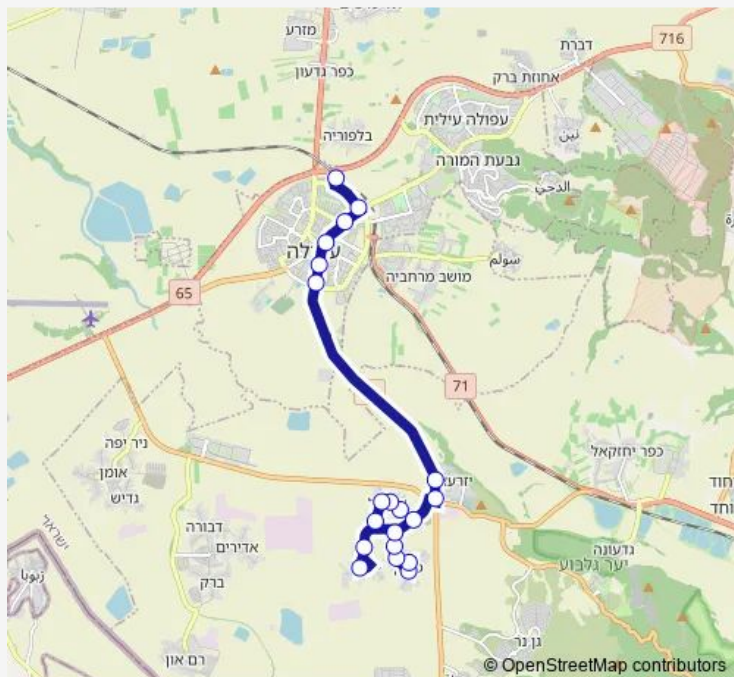 מזרע
716
דברת
כפר גדעון
אחוזת ברק
עפולה עילית
בלפוריה
נין
גבעת המורה
הדחי
סולם
מושב מרחביה
65
71
ניר יפה
אומן
גדיש
יזרעא
כפר יחזקאל
דבורה
אדירים
ישראל
גדעונה
יער גלבוע
ברק
זבובא
גן נר
רם און
© OpenStreetMap contributors